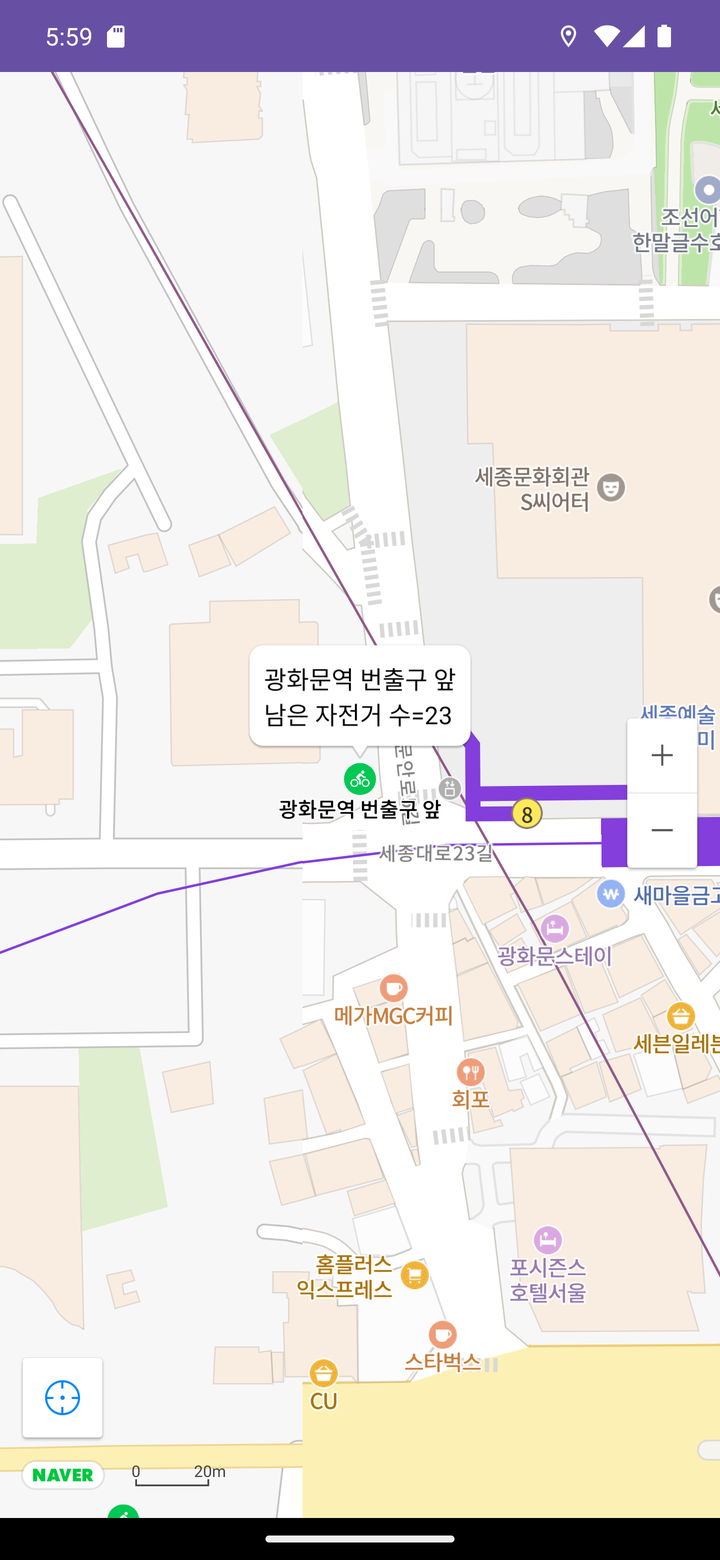 5:59
조선어
한말글수호
세종문화회관
S씨어터
광화문역 번출구 앞
남은 자전거 수=23
세종예술
미
+
광화문역 번출구 앞
8
−
세종대로23길
새마을금고
광화문스테이
메가MGC커피
세븐일레븐
회포
포시즌스
호텔서울
홈플러스
익스프레스
스타벅스
CU
NAVER
0 20m